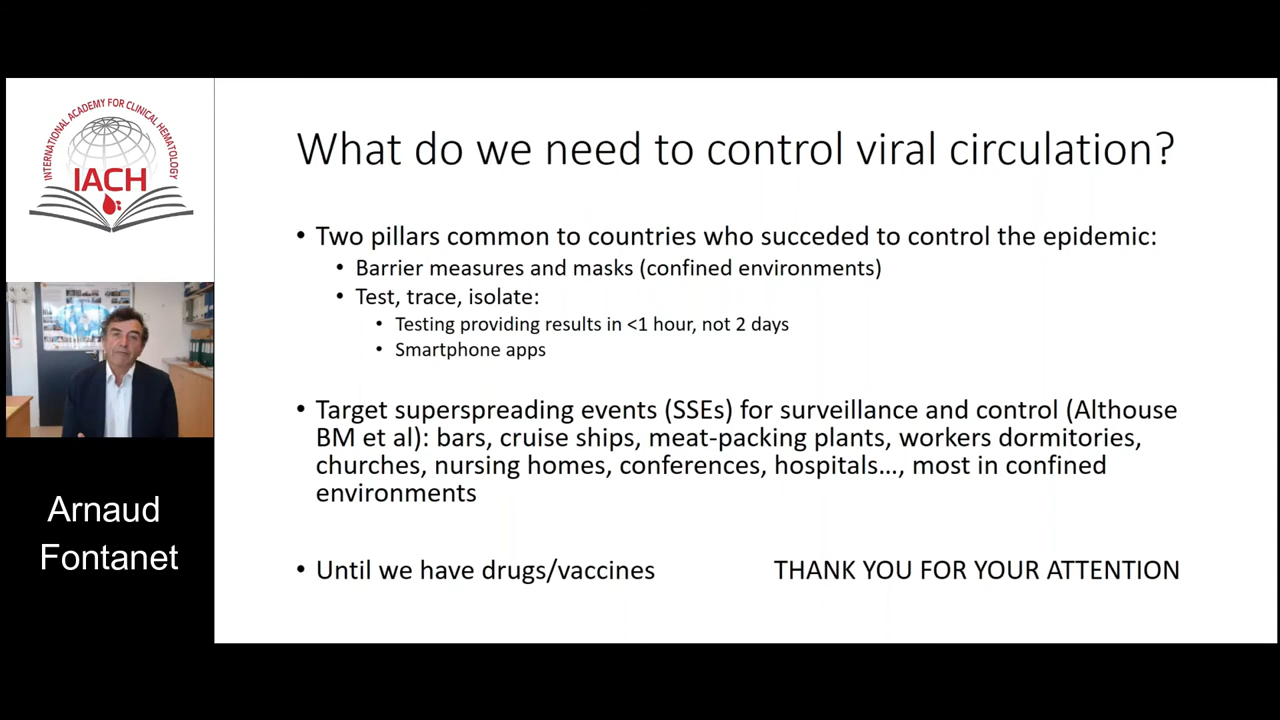 INTERNATIONAL ACADEMY FOR CLINICAL HEMATOLOGY
IACH
Arnaud
Fontanet
What do we need to control viral circulation?
• Two pillars common to countries who succeded to control the epidemic:
• Barrier measures and masks (confined environments)
• Test, trace, isolate:
• Testing providing results in <1 hour, not 2 days
• Smartphone apps
• Target superspreading events (SSEs) for surveillance and control (Althouse
BM et al): bars, cruise ships, meat-packing plants, workers dormitories,
churches, nursing homes, conferences, hospitals…, most in confined
environments
• Until we have drugs/vaccines
THANK YOU FOR YOUR ATTENTION